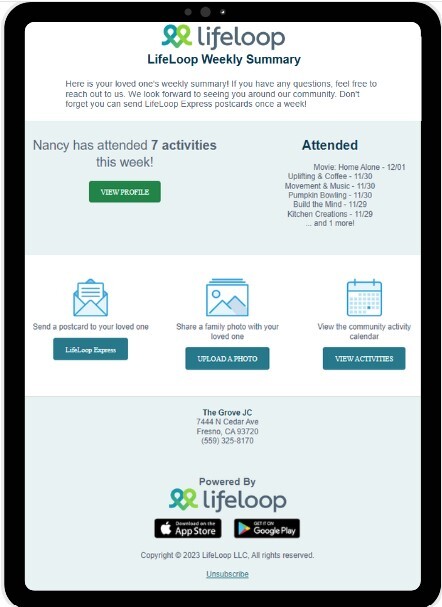 lifeloop
LifeLoop Weekly Summary
Here is your loved one's weekly summary! If you have any questions, feel free to
reach out to us. We look forward to seeing you around our community. Don't
forget you can send LifeLoop Express postcards once a week!
Nancy has attended 7 activities
this week!
VIEW PROFILE
Attended
Movie: Home Alone - 12/01
Uplifting & Coffee - 11/30
Movement & Music - 11/30
Pumpkin Bowling - 11/30
Build the Mind - 11/29
Kitchen Creations - 11/29
... and 1 more!
Send a postcard to your loved one
LifeLoop Express
Share a family photo with your
loved one
UPLOAD A PHOTO
View the community activity
calendar
VIEW ACTIVITIES
The Grove JC
7444 N Cedar Ave
Fresno, CA 93720
(559) 325-8170
Powered By
lifeloop
Download on the
App Store
GET IT ON
Google Play
Copyright © 2023 LifeLoop LLC, All rights reserved.
Unsubscribe